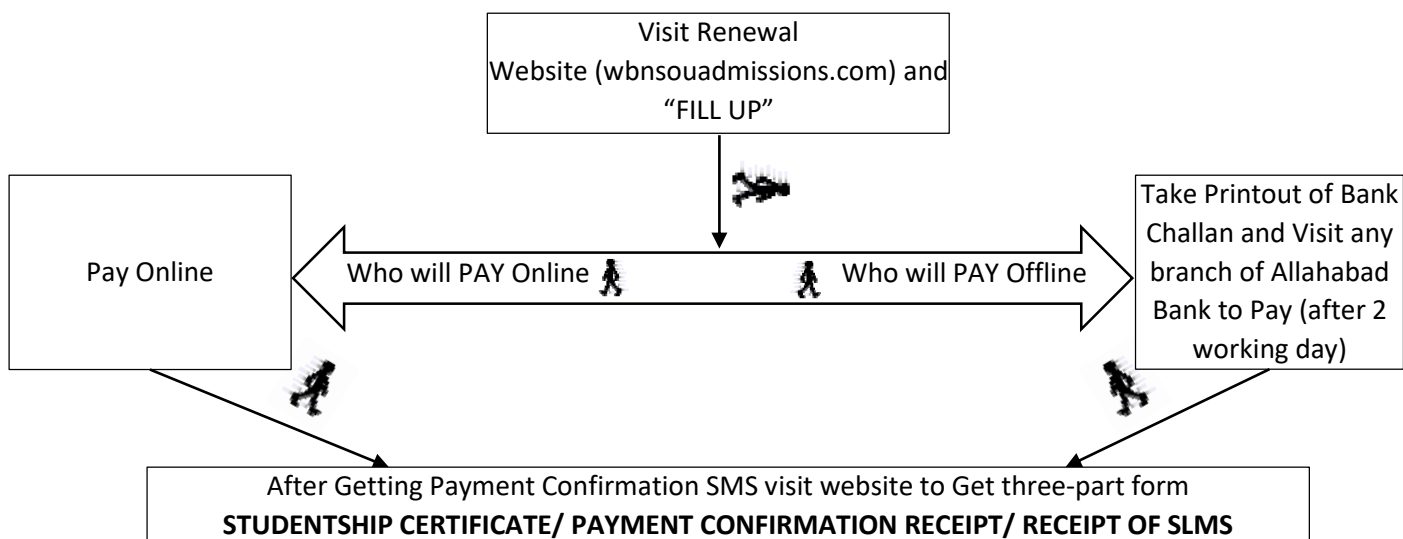 Visit Renewal
Website (wbnsouadmissions.com) and
“FILL UP”
Pay Online
Who will PAY Online
Who will PAY Offline
Take Printout of Bank
Challan and Visit any
branch of Allahabad
Bank to Pay (after 2
working day)
After Getting Payment Confirmation SMS visit website to Get three-part form
STUDENTSHIP CERTIFICATE/ PAYMENT CONFIRMATION RECEIPT/ RECEIPT OF SLMS